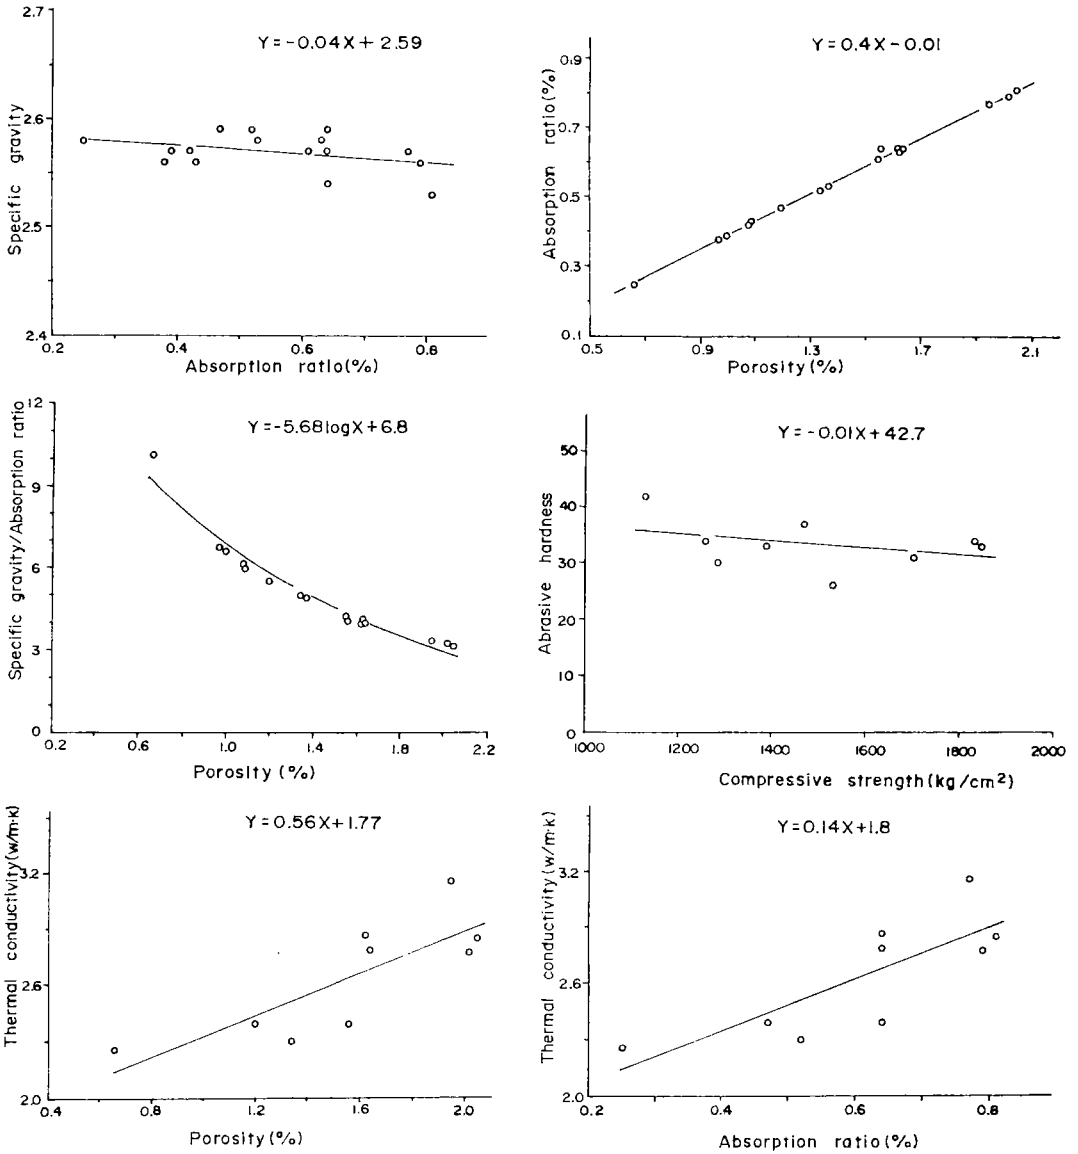 Y=-0.04X+2.59
Specific gravity
2.7
2.6
2.5
2.4
0.2 0.4 0.6 0.8
Absorption ratio(%)
Y=0.4X-0.01
Absorption ratio(%)
0.9
0.7
0.5
0.3
0.1
0.5 0.9 1.3 1.7 2.1
Porosity(%)
Y=-5.68logX+6.8
Specific gravity/Absorption ratio
12
9
6
3
0
0.2 0.6 1.0 1.4 1.8 2.2
Porosity(%)
Y=-0.01X+42.7
Abrasive hardness
50
40
30
20
10
0
1000 1200 1400 1600 1800 2000
Compressive strength(kg/cm²)
Y=0.56X+1.77
Thermal conductivity(w/m·k)
3.2
2.6
2.0
0.4 0.8 1.2 1.6 2.0
Porosity(%)
Y=0.14X+1.8
Thermal conductivity(w/m·k)
3.2
2.6
2.0
0.2 0.4 0.6 0.8
Absorption ratio(%)